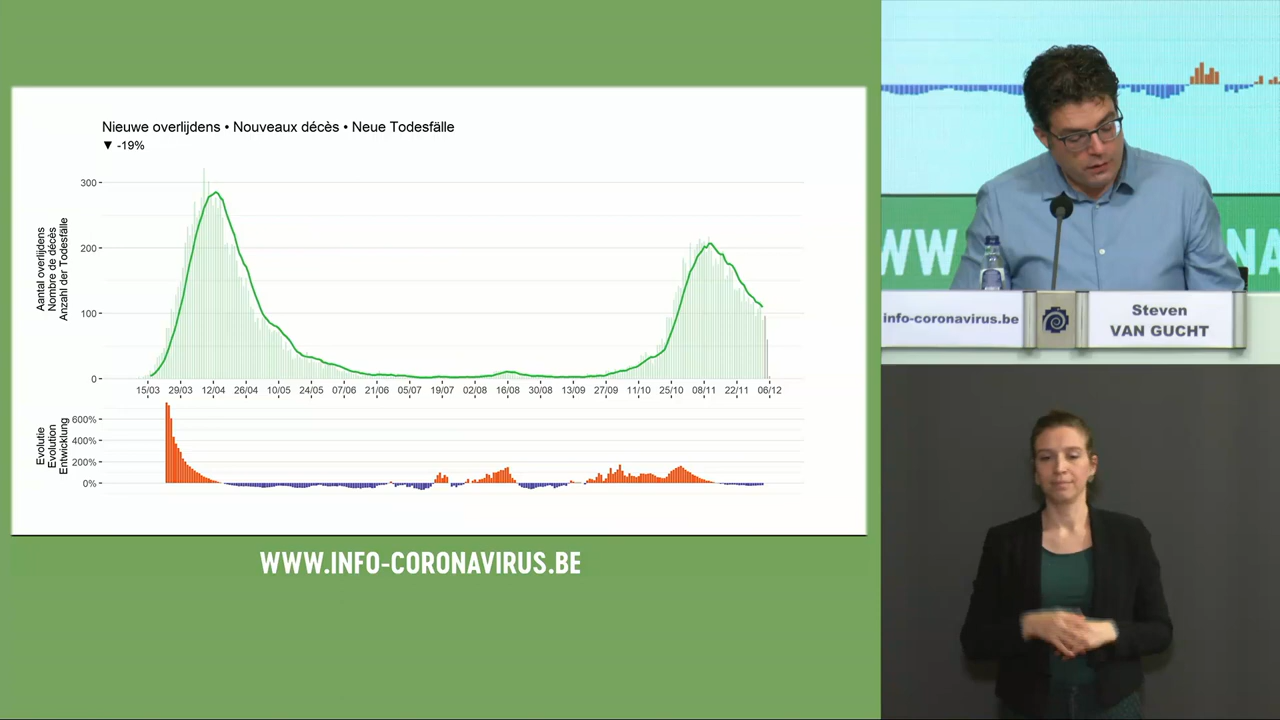 Nieuwe overlijdens • Nouveaux décès • Neue Todesfälle
▼ -19%
Aantal overlijdens
Nombre de décès
Anzahl der Todesfälle
300
200
100
0
15/03 29/03 12/04 26/04 10/05 24/05 07/06 21/06 05/07 19/07 02/08 16/08 30/08 13/09 27/09 11/10 25/10 08/11 22/11 06/12
Evolutie
Evolution
Entwicklung
600%
400%
200%
0%
WWW.INFO-CORONAVIRUS.BE
WW
NA
info-coronavirus.be
Steven
VAN GUCHT